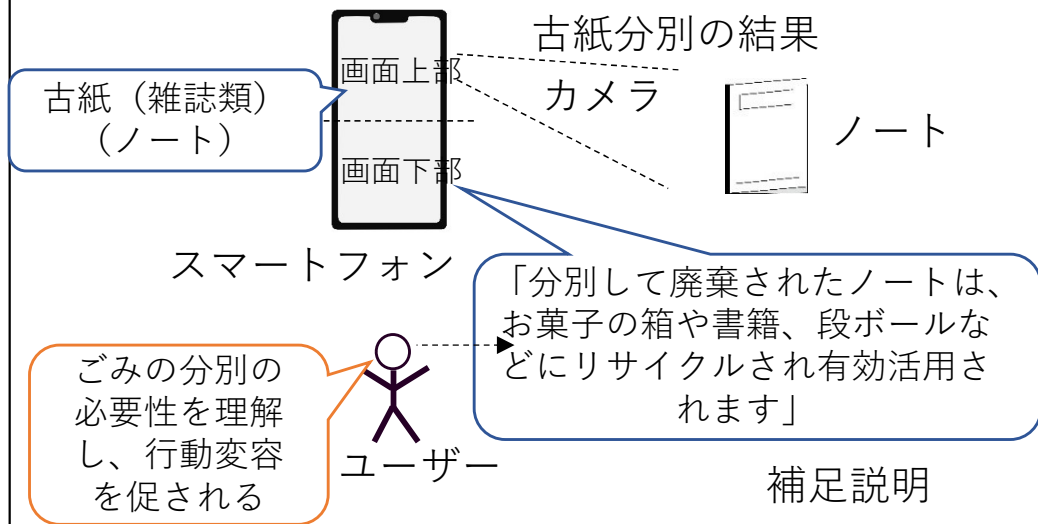 古紙分別の結果
画面上部
カメラ
古紙（雑誌類）
（ノート）
ノート
画面下部
スマートフォン
「分別して廃棄されたノートは、
お菓子の箱や書籍、段ボールな
どにリサイクルされ有効活用さ
れます」
ごみの分別の
必要性を理解
し、行動変容
を促される
ユーザー
補足説明